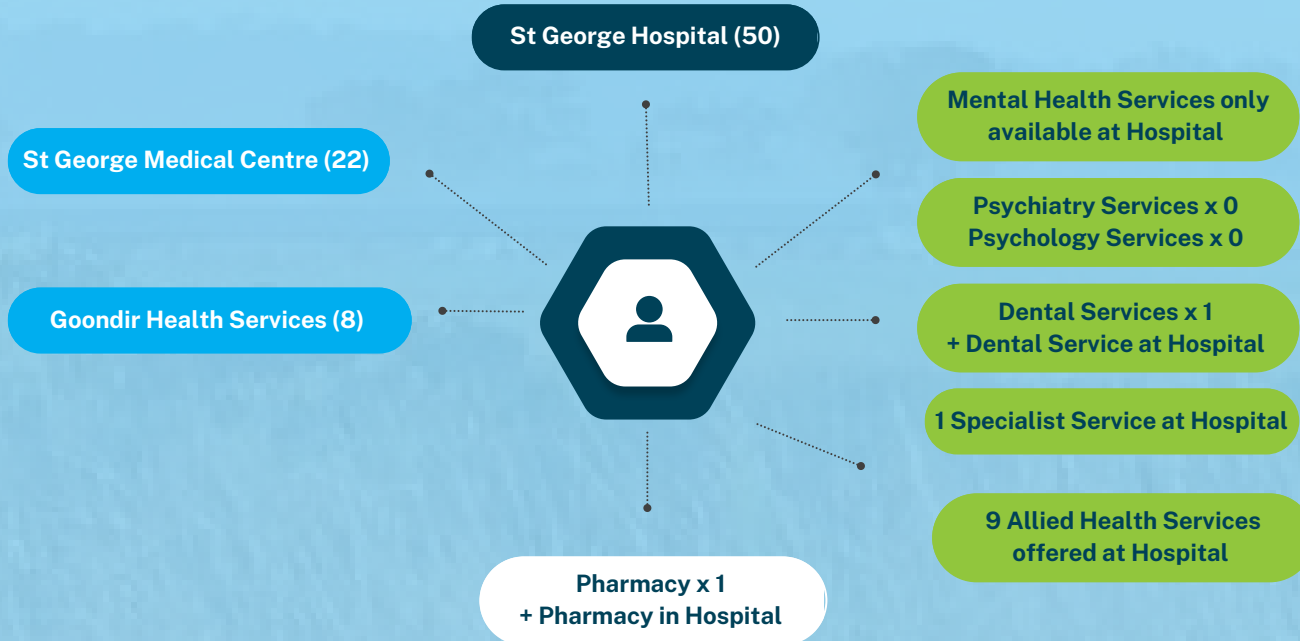 St George Hospital (50)
St George Medical Centre (22)
Goondir Health Services (8)
Mental Health Services only
available at Hospital
Psychiatry Services x 0
Psychology Services x 0
Dental Services x 1
+ Dental Service at Hospital
1 Specialist Service at Hospital
9 Allied Health Services
offered at Hospital
Pharmacy x 1
+ Pharmacy in Hospital